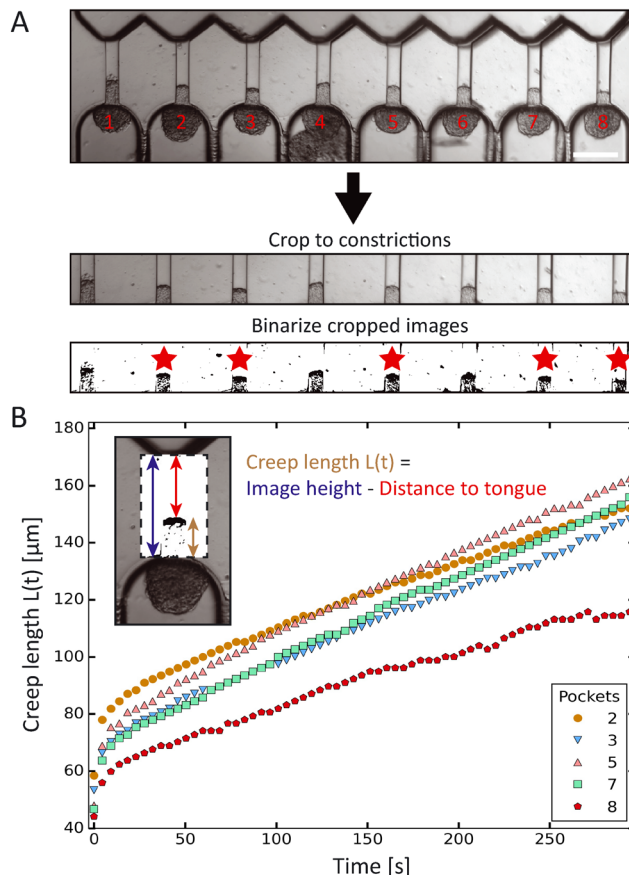 A
1 2 3 4 5 6 7 8
Crop to constrictions
Binarize cropped images
B
Creep length L(t) =
Image height - Distance to tongue
Creep length L(t) [µm]
180
160
140
120
100
80
60
40
0 50 100 150 200 250
Time [s]
Pockets
2
3
5
7
8